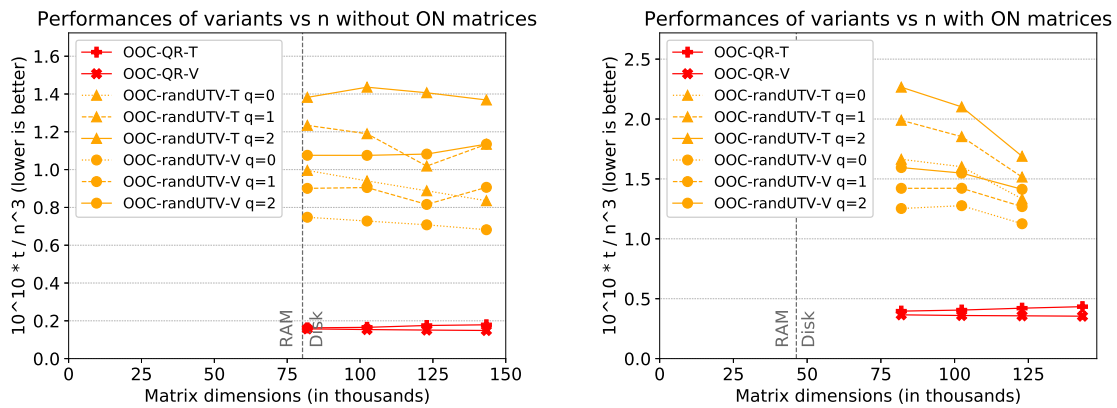 Performances of variants vs n without ON matrices
10^10 * t / n^3 (lower is better)
1.6
1.4
1.2
1.0
0.8
0.6
0.4
0.2
0.0
OOC-QR-T
OOC-QR-V
OOC-randUTV-T q=0
OOC-randUTV-T q=1
OOC-randUTV-T q=2
OOC-randUTV-V q=0
OOC-randUTV-V q=1
OOC-randUTV-V q=2
RAM
Disk
0 25 50 75 100 125 150
Matrix dimensions (in thousands)
Performances of variants vs n with ON matrices
10^10 * t / n^3 (lower is better)
2.5
2.0
1.5
1.0
0.5
0.0
OOC-QR-T
OOC-QR-V
OOC-randUTV-T q=0
OOC-randUTV-T q=1
OOC-randUTV-T q=2
OOC-randUTV-V q=0
OOC-randUTV-V q=1
OOC-randUTV-V q=2
RAM
Disk
0 25 50 75 100 125
Matrix dimensions (in thousands)